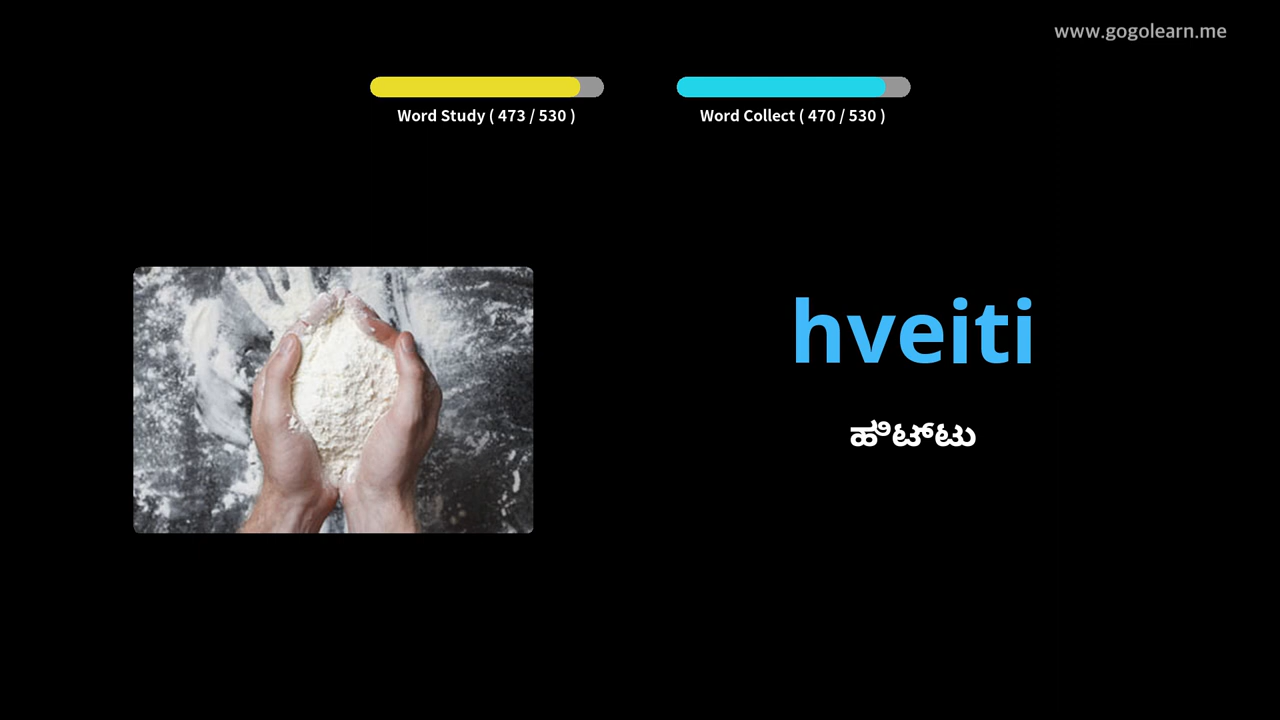 www.gogolearn.me
Word Study ( 473 / 530 )
Word Collect ( 470 / 530 )
hveiti
ಹಿಟ್ಟು